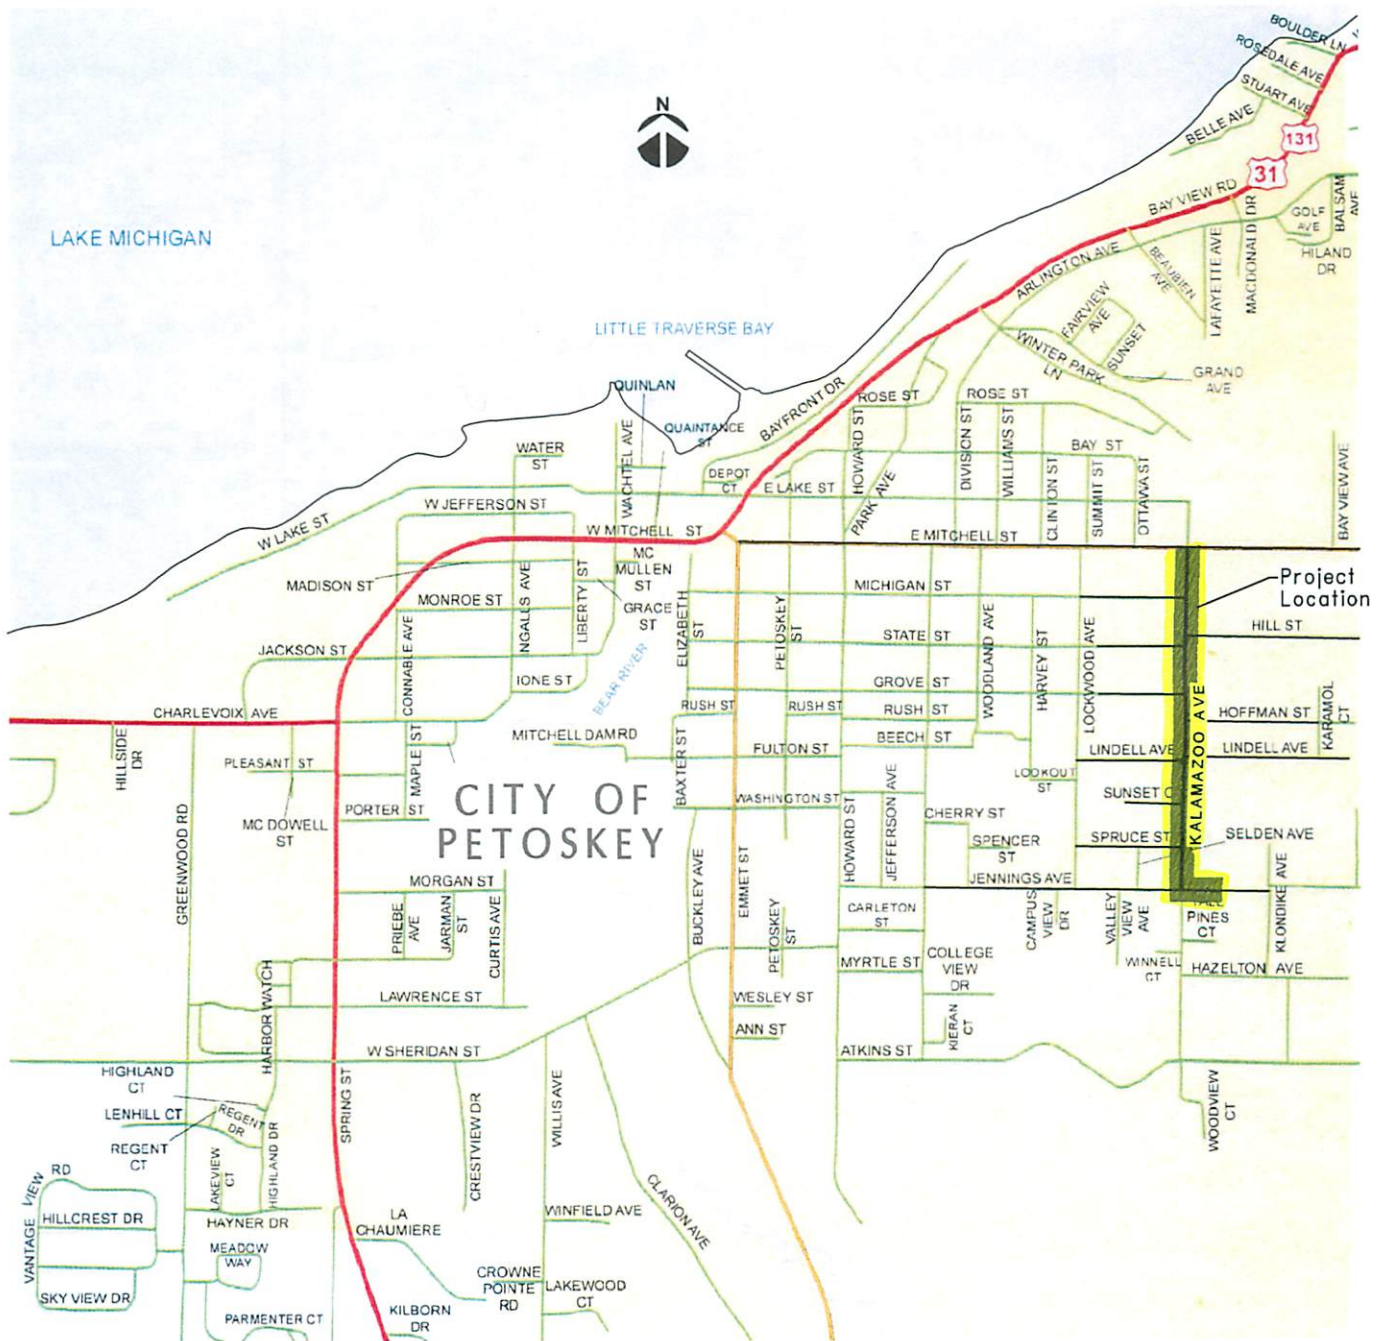 BOULDER LN
ROSEDALE AVE
STUART AVE
BELLE AVE
131
31
N
BAY VIEW RD
BALSAM
AVE
GOLF
AVE
HILAND
DR
MACDONALD DR
LAFAYETTE AVE
BEAUBIEN
AVE
ARLINGTON AVE
LAKE MICHIGAN
LITTLE TRAVERSE BAY
FAIRVIEW
AVE
SUNSET
WINTER PARK
LN
GRAND
AVE
QUINLAN
QUAINTANCE
ST
BAYFRONT DR
ROSE ST
ROSE ST
HOWARD ST
DIVISION ST
WILLIAMS ST
CLINTON ST
BAY ST
SUMMIT ST
OTTAWA ST
BAY VIEW AVE
WATER
ST
WACHTEL AVE
DEPOT
CT
E LAKE ST
PARK AVE
W JEFFERSON ST
W LAKE ST
W MITCHELL ST
E MITCHELL ST
MADISON ST
MC
MULLEN
ST
MICHIGAN ST
Project
Location
MONROE ST
INGALLS AVE
LIBERTY ST
GRACE
ST
ELIZABETH
ST
PETOSKEY
ST
STATE ST
WOODLAND AVE
HARVEY ST
LOCKWOOD AVE
HILL ST
JACKSON ST
CONNABLE AVE
IONE ST
BEAR RIVER
GROVE ST
CHARLEVOIX AVE
RUSH ST
RUSH ST
RUSH ST
KALAMAZOO AVE
HOFFMAN ST
KARAMOL
CT
HILLSIDE
DR
PLEASANT ST
MAPLE ST
MITCHELL DAM RD
BAXTER ST
FULTON ST
BEECH ST
LINDELL AVE
LINDELL AVE
LOOKOUT
ST
SUNSET C
PORTER ST
CITY OF
PETOSKEY
WASHINGTON ST
HOWARD ST
JEFFERSON AVE
CHERRY ST
SPENCER
ST
SPRUCE ST
SELDEN AVE
MC DOWELL
ST
GREENWOOD RD
MORGAN ST
PRIEBE
AVE
JARMAN
ST
CURTIS AVE
BUCKLEY AVE
EMMET ST
PETOSKEY
ST
CARLETON
ST
JENNINGS AVE
CAMPUS
VIEW
DR
VALLEY
VIEW
AVE
PINES
CT
KLONDIKE AVE
MYRTLE ST
COLLEGE
VIEW
DR
WINNELL
CT
HAZELTON AVE
HARBOR WATCH
LAWRENCE ST
WESLEY ST
ANN ST
KIERAN
CT
W SHERIDAN ST
ATKINS ST
HIGHLAND
CT
LENHILL CT
REGENT
DR
REGENT
CT
SPRING ST
CRESTVIEW DR
WILLIS AVE
WOODVIEW
CT
VANTAGE VIEW
RD
LAKEVIEW
CT
HIGHLAND DR
CLARION AVE
HILLCREST DR
HAYNER DR
LA
CHAUMIERE
WINFIELD AVE
MEADOW
WAY
SKY VIEW DR
CROWNE
POINTE
RD
LAKEWOOD
CT
PARMENTER CT
KILBORN
DR